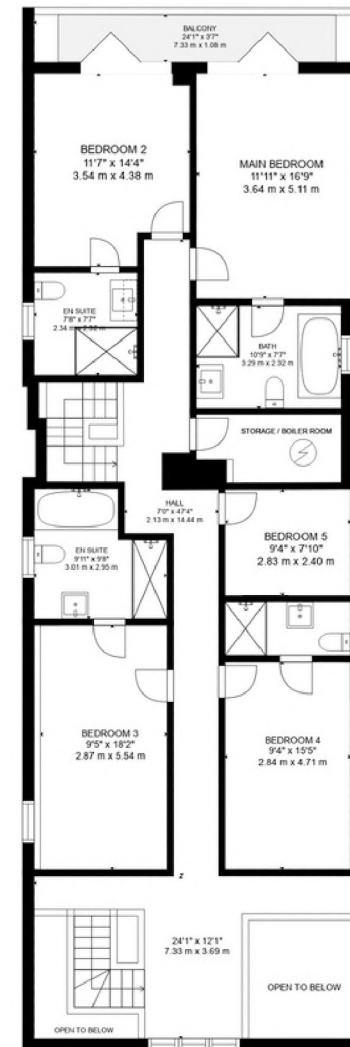 BALCONY
24'1" x 3'7"
7.33 m x 1.08 m
BEDROOM 2
11'7" x 14'4"
3.54 m x 4.38 m
MAIN BEDROOM
11'11" x 16'9"
3.64 m x 5.11 m
EN SUITE
7'8" x 7'7"
2.34 m x 2.32 m
BATH
10'9" x 7'7"
3.29 m x 2.32 m
STORAGE / BOILER ROOM
HALL
7'0" x 47'4"
2.13 m x 14.44 m
EN SUITE
9'11" x 9'8"
3.01 m x 2.95 m
BEDROOM 5
9'4" x 7'10"
2.83 m x 2.40 m
BEDROOM 3
9'5" x 18'2"
2.87 m x 5.54 m
BEDROOM 4
9'4" x 15'5"
2.84 m x 4.71 m
z
24'1" x 12'1"
7.33 m x 3.69 m
OPEN TO BELOW
OPEN TO BELOW